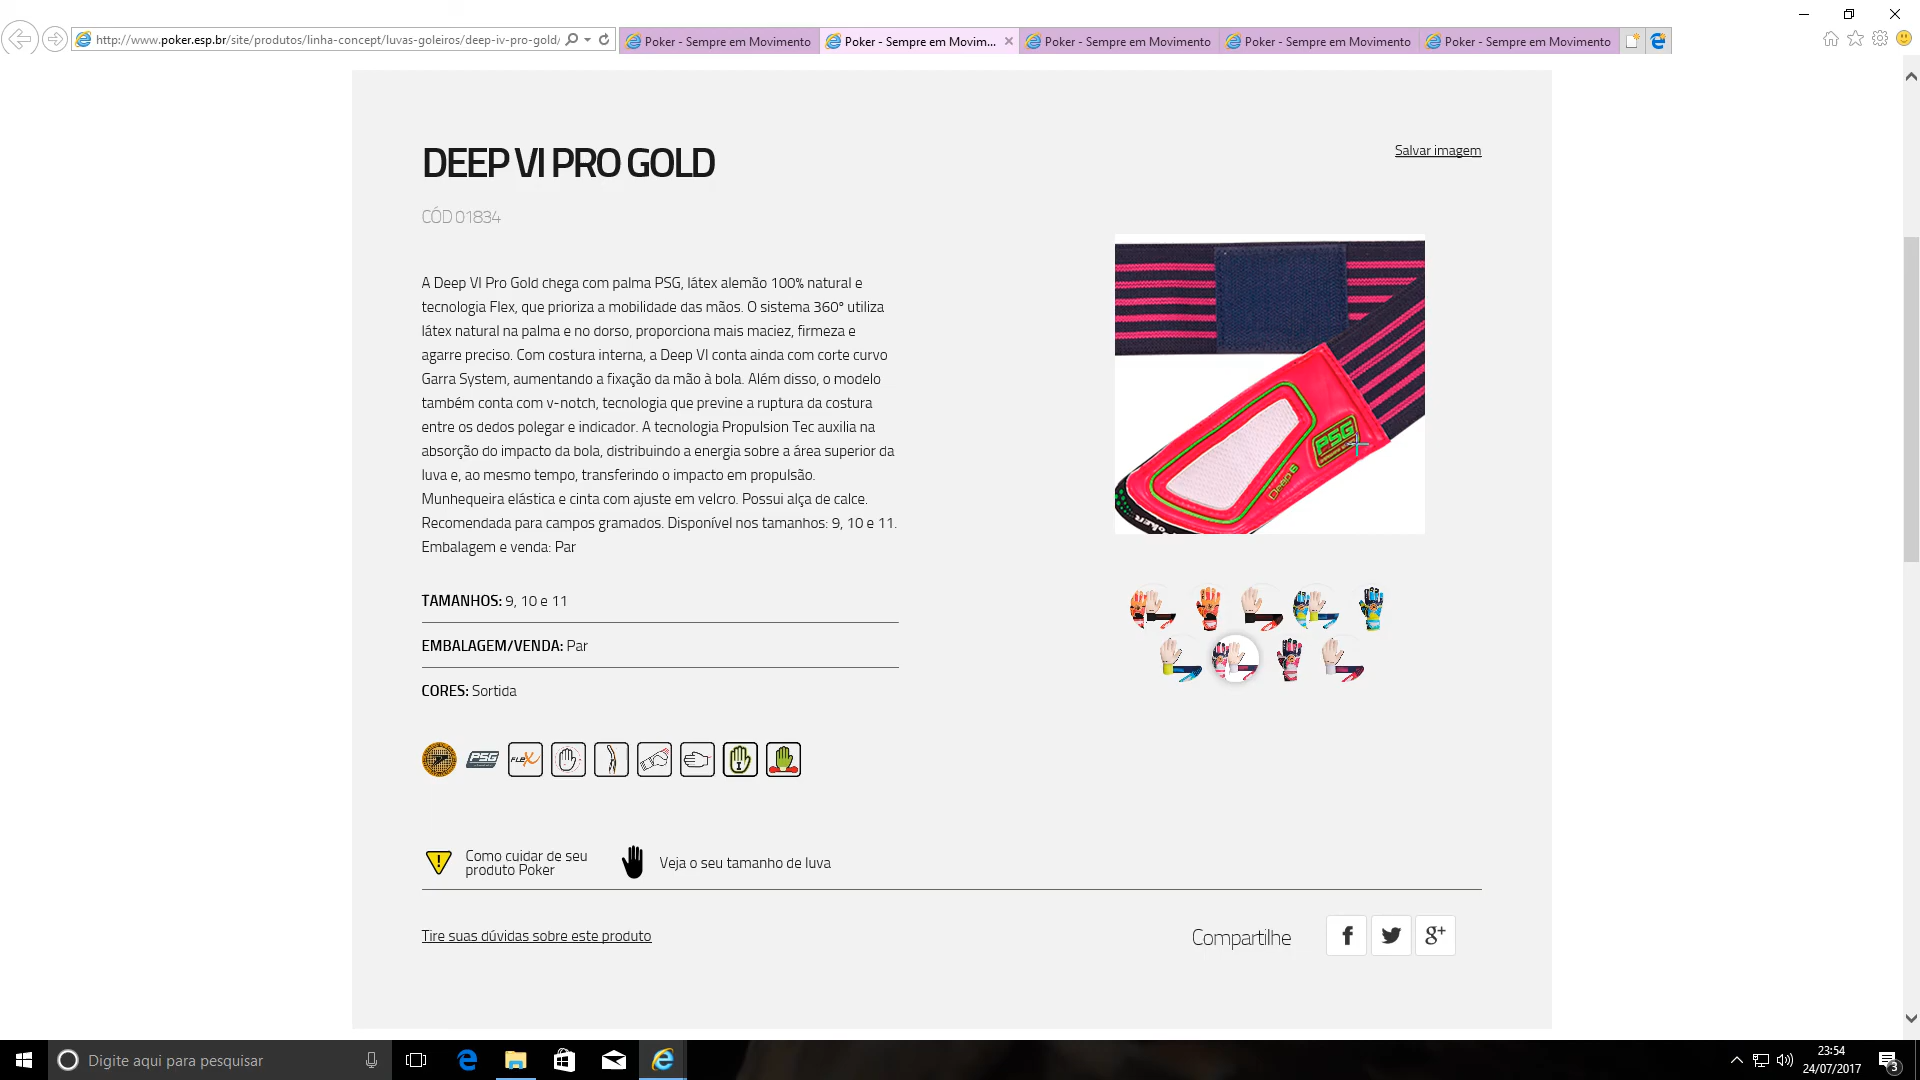 http://www.poker.esp.br/site/produtos/linha-concept/luvas-goleiros/deep-iv-pro-gold/
Poker - Sempre em Movimento
Poker - Sempre em Movim...
Poker - Sempre em Movimento
Poker - Sempre em Movimento
Poker - Sempre em Movimento
DEEP VI PRO GOLD
Salvar imagem
CÓD 01834
A Deep VI Pro Gold chega com palma PSG, látex alemão 100% natural e
tecnologia Flex, que prioriza a mobilidade das mãos. O sistema 360º utiliza
látex natural na palma e no dorso, proporciona mais maciez, firmeza e
agarre preciso. Com costura interna, a Deep VI conta ainda com corte curvo
Garra System, aumentando a fixação da mão à bola. Além disso, o modelo
também conta com v-notch, tecnologia que previne a ruptura da costura
entre os dedos polegar e indicador. A tecnologia Propulsion Tec auxilia na
absorção do impacto da bola, distribuindo a energia sobre a área superior da
luva e, ao mesmo tempo, transferindo o impacto em propulsão.
Munhequeira elástica e cinta com ajuste em velcro. Possui alça de calce.
Recomendada para campos gramados. Disponível nos tamanhos: 9, 10 e 11.
Embalagem e venda: Par
PSG
Deep 6
Poker
TAMANHOS: 9, 10 e 11
EMBALAGEM/VENDA: Par
CORES: Sortida
PSG
FLEX
Como cuidar de seu
produto Poker
Veja o seu tamanho de luva
Tire suas dúvidas sobre este produto
Compartilhe
f
g+
Digite aqui para pesquisar
23:54
24/07/2017
3